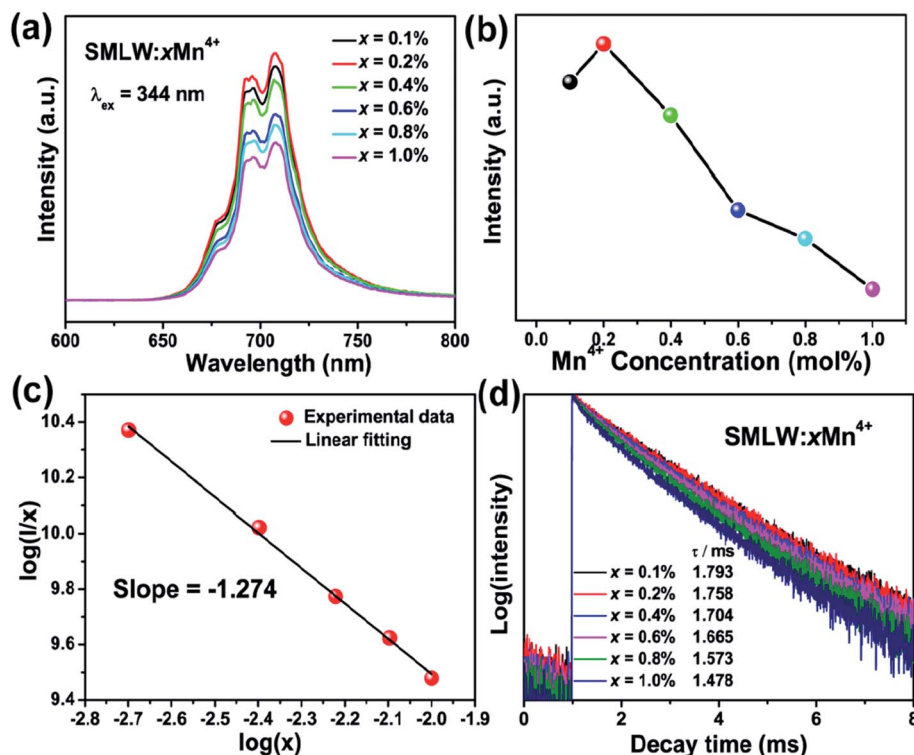 (a)
SMLW:xMn⁴⁺
λex = 344 nm
x = 0.1%
x = 0.2%
x = 0.4%
x = 0.6%
x = 0.8%
x = 1.0%
Intensity (a.u.)
600 650 700 750 800
Wavelength (nm)
(b)
Intensity (a.u.)
0.0 0.2 0.4 0.6 0.8 1.0
Mn⁴⁺ Concentration (mol%)
(c)
Experimental data
Linear fitting
Slope = -1.274
log(I/x)
10.4
10.2
10.0
9.8
9.6
9.4
-2.8 -2.7 -2.6 -2.5 -2.4 -2.3 -2.2 -2.1 -2.0 -1.9
log(x)
(d)
SMLW:xMn⁴⁺
Log(intensity)
τ / ms
x = 0.1% 1.793
x = 0.2% 1.758
x = 0.4% 1.704
x = 0.6% 1.665
x = 0.8% 1.573
x = 1.0% 1.478
0 2 4 6 8
Decay time (ms)